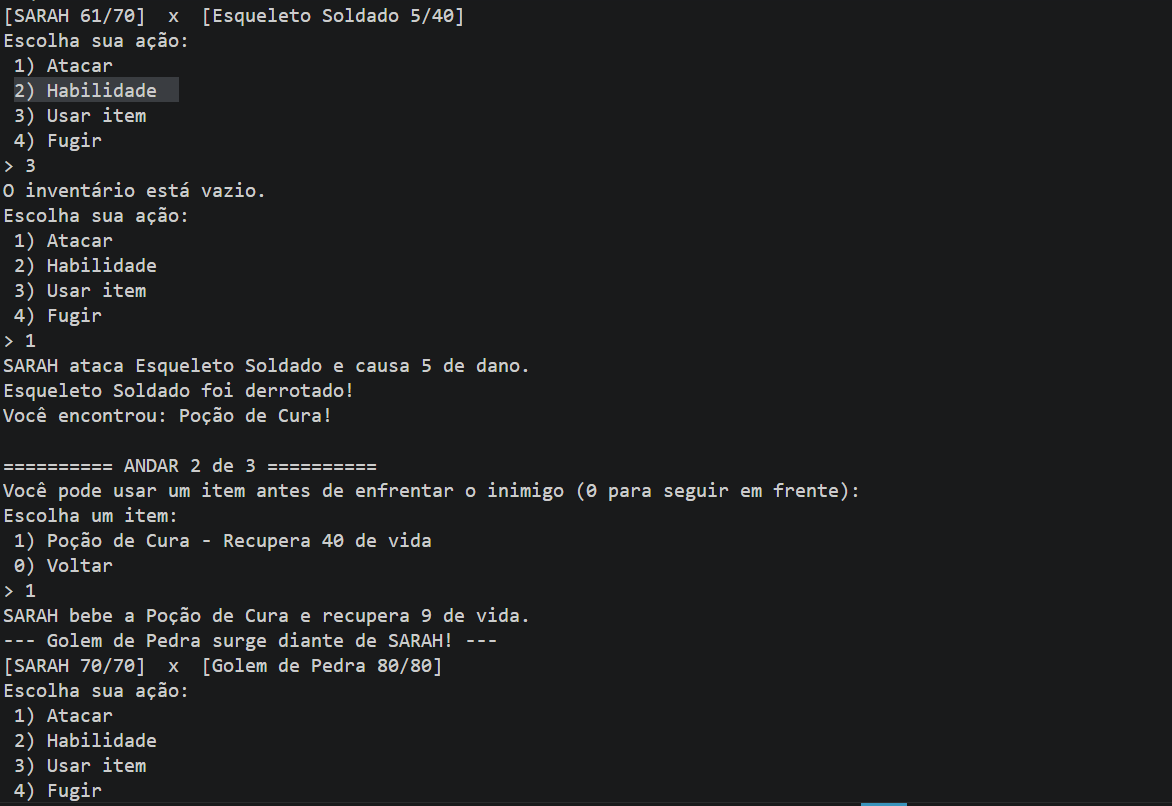 [SARAH 61/70]  x  [Esqueleto Soldado 5/40]
Escolha sua ação:
 1) Atacar
 2) Habilidade
 3) Usar item
 4) Fugir
> 3
O inventário está vazio.
Escolha sua ação:
 1) Atacar
 2) Habilidade
 3) Usar item
 4) Fugir
> 1
SARAH ataca Esqueleto Soldado e causa 5 de dano.
Esqueleto Soldado foi derrotado!
Você encontrou: Poção de Cura!

========== ANDAR 2 de 3 ==========
Você pode usar um item antes de enfrentar o inimigo (0 para seguir em frente):
Escolha um item:
 1) Poção de Cura - Recupera 40 de vida
 0) Voltar
> 1
SARAH bebe a Poção de Cura e recupera 9 de vida.
--- Golem de Pedra surge diante de SARAH! ---
[SARAH 70/70]  x  [Golem de Pedra 80/80]
Escolha sua ação:
 1) Atacar
 2) Habilidade
 3) Usar item
 4) Fugir